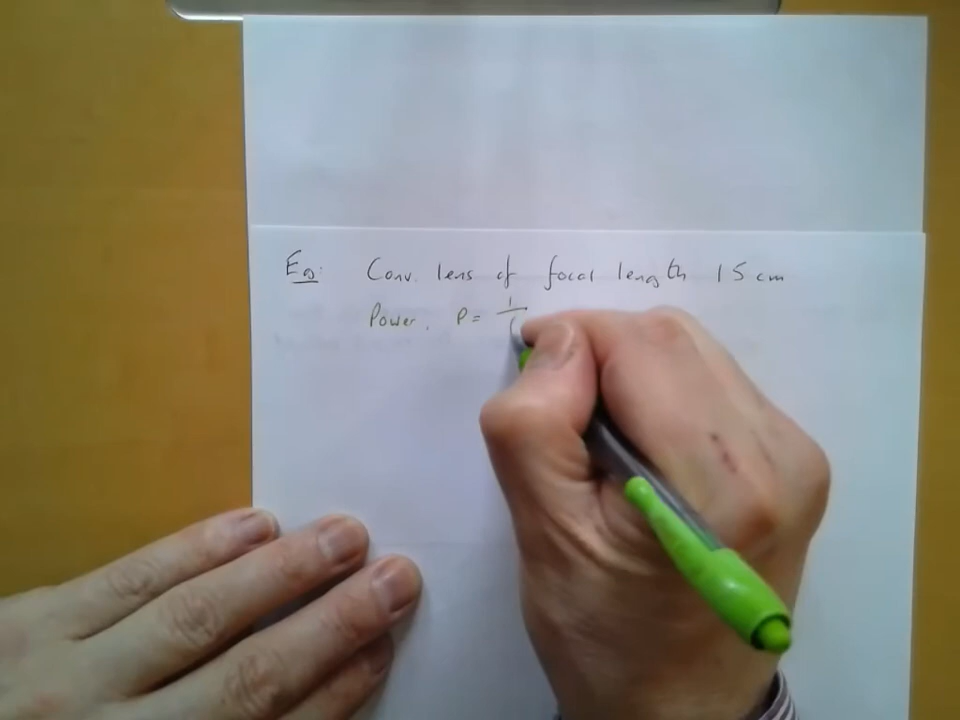 Eg: Conv. lens of focal length 15 cm
Power, P = 1/f